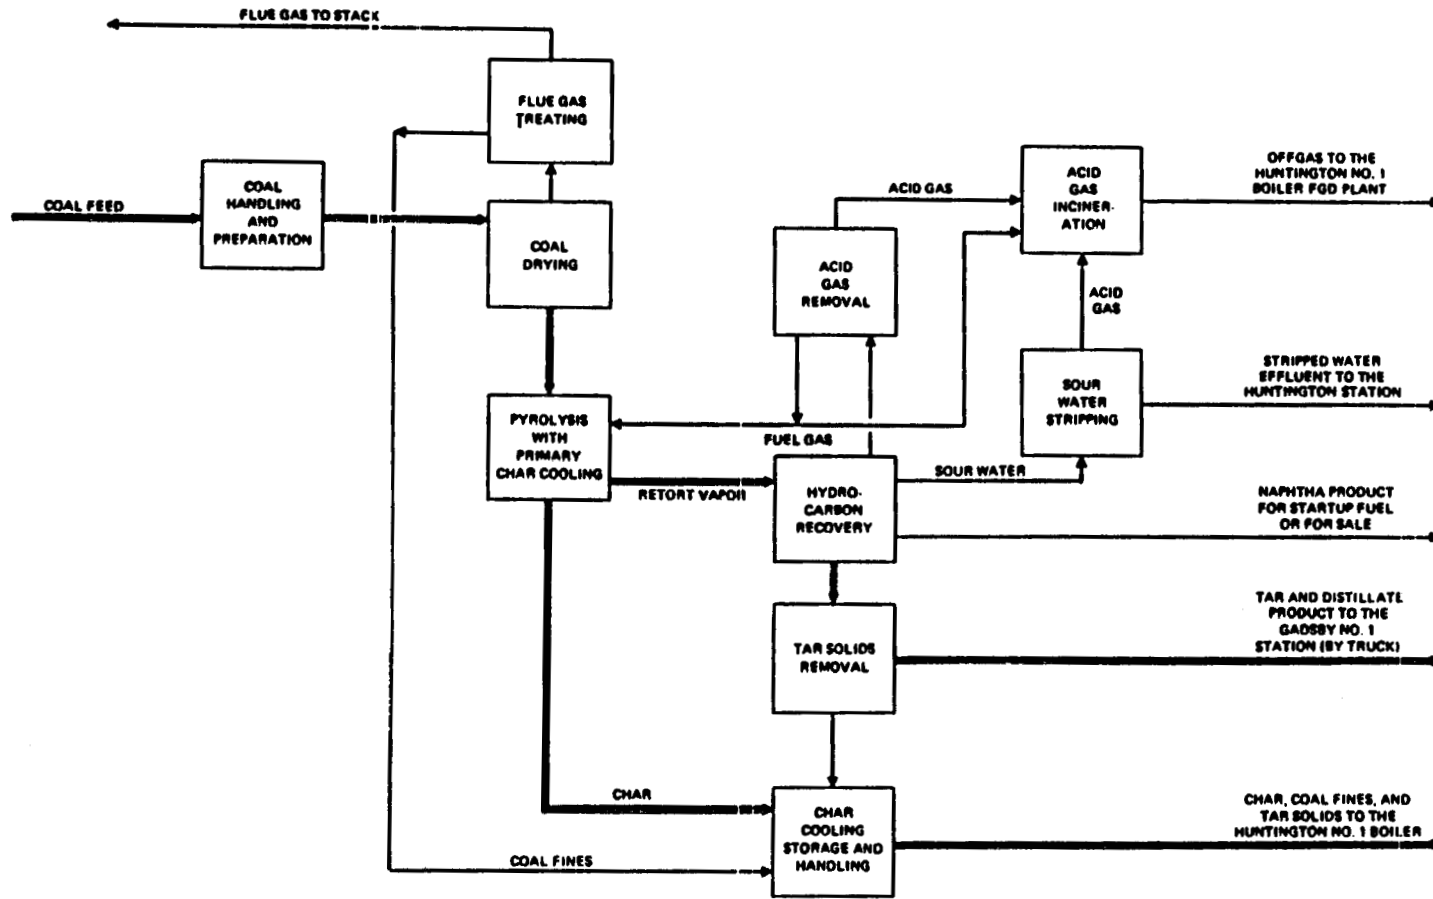 FLUE GAS TO STACK
FLUE GAS
TREATING
COAL FEED
COAL
HANDLING
AND
PREPARATION
COAL
DRYING
ACID GAS
ACID
GAS
INCINER-
ATION
OFFGAS TO THE
HUNTINGTON NO. 1
BOILER FGD PLANT
ACID
GAS
REMOVAL
ACID
GAS
SOUR
WATER
STRIPPING
STRIPPED WATER
EFFLUENT TO THE
HUNTINGTON STATION
PYROLYSIS
WITH
PRIMARY
CHAR COOLING
FUEL GAS
RETORT VAPOR
HYDRO-
CARBON
RECOVERY
SOUR WATER
NAPHTHA PRODUCT
FOR STARTUP FUEL
OR FOR SALE
TAR SOLIDS
REMOVAL
TAR AND DISTILLATE
PRODUCT TO THE
GADSBY NO. 1
STATION (BY TRUCK)
CHAR
CHAR
COOLING
STORAGE AND
HANDLING
CHAR, COAL FINES, AND
TAR SOLIDS TO THE
HUNTINGTON NO. 1 BOILER
COAL FINES